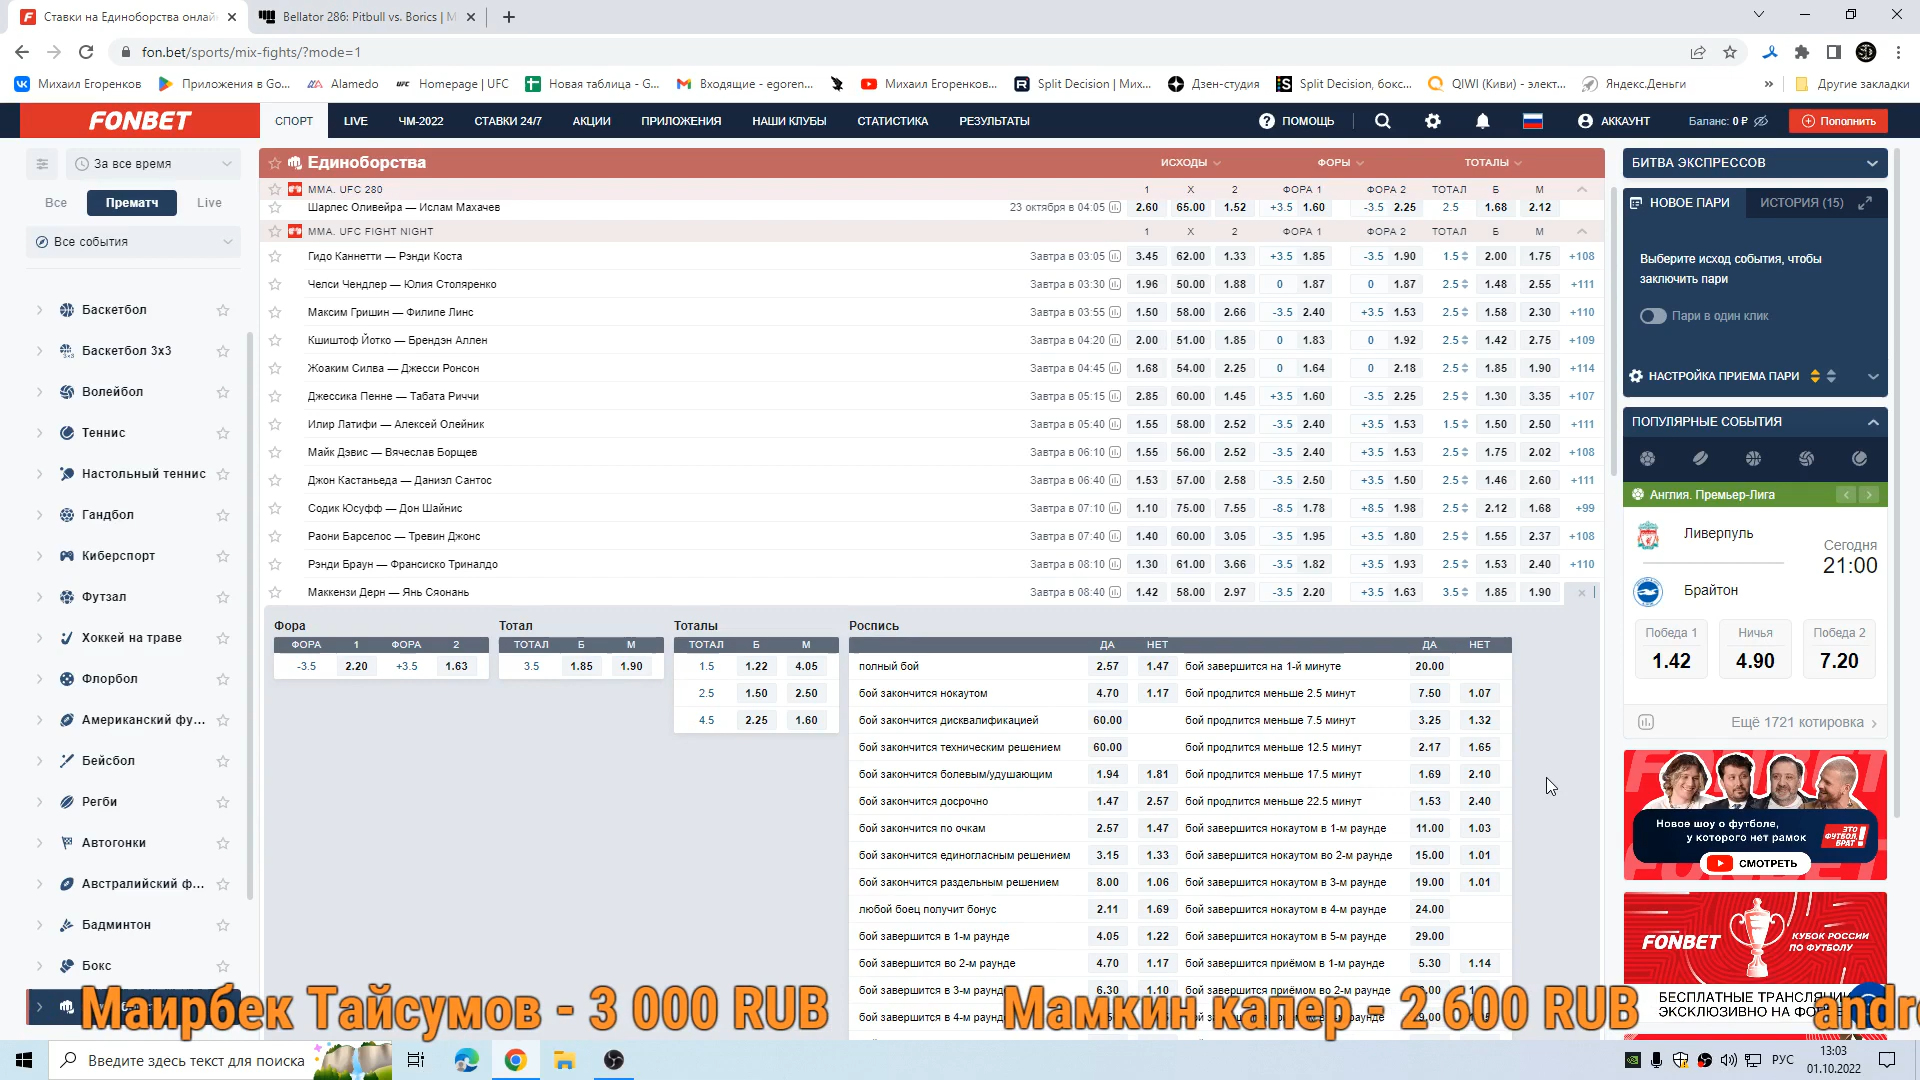 Ставки на Единоборства онлай
Bellator 286: Pitbull vs. Borics | M
fon.bet/sports/mix-fights/?mode=1
Михаил Егоренков
Приложения в Go...
Alamedo
Homepage | UFC
Новая таблица - G...
Входящие - egoren...
Михаил Егоренков...
Split Decision | Мих...
Дзен-студия
Split Decision, бокс...
QIWI (Киви) - элект...
Яндекс.Деньги
»
Другие закладки
FONBET
СПОРТ LIVE ЧМ-2022 СТАВКИ 24/7 АКЦИИ ПРИЛОЖЕНИЯ НАШИ КЛУБЫ СТАТИСТИКА РЕЗУЛЬТАТЫ
ПОМОЩЬ
АККАУНТ
Баланс: 0 ₽
Пополнить
За все время
Все Прематч Live
Все события
Баскетбол
Баскетбол 3x3
Волейбол
Теннис
Настольный теннис
Гандбол
Киберспорт
Футзал
Хоккей на траве
Флорбол
Американский фу...
Бейсбол
Регби
Автогонки
Австралийский ф...
Бадминтон
Бокс
Единоборства ИСХОДЫ ФОРЫ ТОТАЛЫ
MMA. UFC 280 1 X 2 ФОРА 1 ФОРА 2 ТОТАЛ Б М
Шарлес Оливейра — Ислам Махачев 23 октября в 04:05 2.60 65.00 1.52 +3.5 1.60 -3.5 2.25 2.5 1.68 2.12
MMA. UFC FIGHT NIGHT 1 X 2 ФОРА 1 ФОРА 2 ТОТАЛ Б М
Гидо Каннетти — Рэнди Коста Завтра в 03:05 3.45 62.00 1.33 +3.5 1.85 -3.5 1.90 1.5 2.00 1.75 +108
Челси Чендлер — Юлия Столяренко Завтра в 03:30 1.96 50.00 1.88 0 1.87 0 1.87 2.5 1.48 2.55 +111
Максим Гришин — Филипе Линс Завтра в 03:55 1.50 58.00 2.66 -3.5 2.40 +3.5 1.53 2.5 1.58 2.30 +110
Кшиштоф Йотко — Брендэн Аллен Завтра в 04:20 2.00 51.00 1.85 0 1.83 0 1.92 2.5 1.42 2.75 +109
Жоаким Силва — Джесси Ронсон Завтра в 04:45 1.68 54.00 2.25 0 1.64 0 2.18 2.5 1.85 1.90 +114
Джессика Пенне — Табата Риччи Завтра в 05:15 2.85 60.00 1.45 +3.5 1.60 -3.5 2.25 2.5 1.30 3.35 +107
Илир Латифи — Алексей Олейник Завтра в 05:40 1.55 58.00 2.52 -3.5 2.40 +3.5 1.53 1.5 1.50 2.50 +111
Майк Дэвис — Вячеслав Борщев Завтра в 06:10 1.55 56.00 2.52 -3.5 2.40 +3.5 1.53 2.5 1.75 2.02 +108
Джон Кастаньеда — Даниэл Сантос Завтра в 06:40 1.53 57.00 2.58 -3.5 2.50 +3.5 1.50 2.5 1.46 2.60 +111
Содик Юсуфф — Дон Шайнис Завтра в 07:10 1.10 75.00 7.55 -8.5 1.78 +8.5 1.98 2.5 2.12 1.68 +99
Раони Барселос — Тревин Джонс Завтра в 07:40 1.40 60.00 3.05 -3.5 1.95 +3.5 1.80 2.5 1.55 2.37 +108
Рэнди Браун — Франсиско Триналдо Завтра в 08:10 1.30 61.00 3.66 -3.5 1.82 +3.5 1.93 2.5 1.53 2.40 +110
Маккензи Дерн — Янь Сяонань Завтра в 08:40 1.42 58.00 2.97 -3.5 2.20 +3.5 1.63 3.5 1.85 1.90
Фора
ФОРА 1 ФОРА 2
-3.5 2.20 +3.5 1.63
Тотал
ТОТАЛ Б М
3.5 1.85 1.90
Тоталы
ТОТАЛ Б М
1.5 1.22 4.05
2.5 1.50 2.50
4.5 2.25 1.60
Роспись
ДА НЕТ ДА НЕТ
полный бой 2.57 1.47 бой завершится на 1-й минуте 20.00
бой закончится нокаутом 4.70 1.17 бой продлится меньше 2.5 минут 7.50 1.07
бой закончится дисквалификацией 60.00 бой продлится меньше 7.5 минут 3.25 1.32
бой закончится техническим решением 60.00 бой продлится меньше 12.5 минут 2.17 1.65
бой закончится болевым/удушающим 1.94 1.81 бой продлится меньше 17.5 минут 1.69 2.10
бой закончится досрочно 1.47 2.57 бой продлится меньше 22.5 минут 1.53 2.40
бой закончится по очкам 2.57 1.47 бой завершится нокаутом в 1-м раунде 11.00 1.03
бой закончится единогласным решением 3.15 1.33 бой завершится нокаутом во 2-м раунде 15.00 1.01
бой закончится раздельным решением 8.00 1.06 бой завершится нокаутом в 3-м раунде 19.00 1.01
любой боец получит бонус 2.11 1.69 бой завершится нокаутом в 4-м раунде 24.00
бой завершится в 1-м раунде 4.05 1.22 бой завершится нокаутом в 5-м раунде 29.00
бой завершится во 2-м раунде 4.70 1.17 бой завершится приёмом в 1-м раунде 5.30 1.14
бой завершится в 3-м раунде 6.30 1.10 бой завершится приёмом во 2-м раунде
бой завершится в 4-м
БИТВА ЭКСПРЕССОВ
НОВОЕ ПАРИ ИСТОРИЯ (15)
Выберите исход события, чтобы
заключить пари
Пари в один клик
НАСТРОЙКА ПРИЕМА ПАРИ
ПОПУЛЯРНЫЕ СОБЫТИЯ
Англия. Премьер-Лига
Ливерпуль
Сегодня
21:00
Брайтон
Победа 1 Ничья Победа 2
1.42 4.90 7.20
Ещё 1721 котировка
Новое шоу о футболе,
у которого нет рамок
ЭТО ФУТБОЛ, БРАТ!
СМОТРЕТЬ
FONBET
КУБОК РОССИИ
ПО ФУТБОЛУ
БЕСПЛАТНЫЕ ТРАНСЛЯЦИИ
ЭКСКЛЮЗИВНО НА
Маирбек Тайсумов - 3 000 RUB Мамкин капер - 2 600 RUB andr
Введите здесь текст для поиска
РУС
13:03
01.10.2022